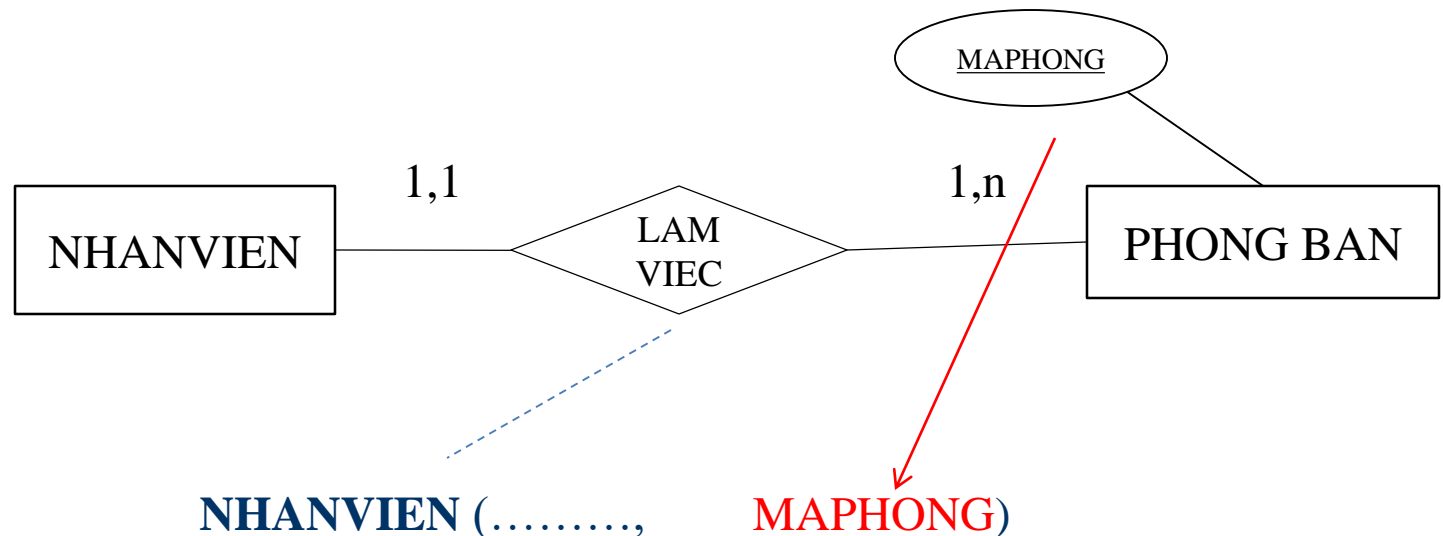 MAPHONG
1,1
1,n
NHANVIEN
LAM
VIEC
PHONG BAN
NHANVIEN (………, MAPHONG)